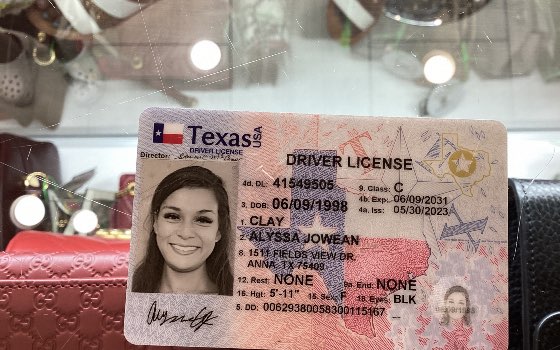 Texas USA
DRIVER LICENSE
Director:
DRIVER LICENSE
4d. DL: 41549505
9. Class: C
3. DOB: 06/09/1998
4b. Exp: 06/09/2031
4a. Iss: 05/30/2023
1. CLAY
2. ALYSSA JOWEAN
8. 1511 FIELDS VIEW DR.
ANNA, TX 75409
12. Rest: NONE
9a. End: NONE
16. Hgt: 5'-11" 15. Sex: F 18. Eyes: BLK
5. DD: 00629380058300115167